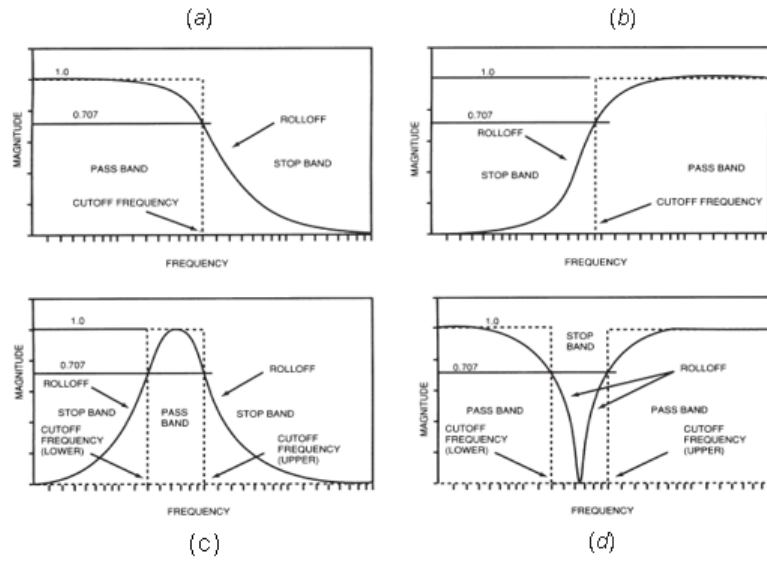 (a)
1.0
0.707
MAGNITUDE
ROLLOFF
PASS BAND
STOP BAND
CUTOFF FREQUENCY
FREQUENCY
(b)
1.0
0.707
MAGNITUDE
ROLLOFF
STOP BAND
PASS BAND
CUTOFF FREQUENCY
FREQUENCY
1.0
0.707
MAGNITUDE
ROLLOFF
ROLLOFF
STOP BAND
PASS
BAND
STOP BAND
CUTOFF
FREQUENCY
(LOWER)
CUTOFF
FREQUENCY
(UPPER)
FREQUENCY
(c)
1.0
STOP
BAND
0.707
MAGNITUDE
ROLLOFF
PASS BAND
PASS BAND
CUTOFF
FREQUENCY
(LOWER)
CUTOFF
FREQUENCY
(UPPER)
FREQUENCY
(d)